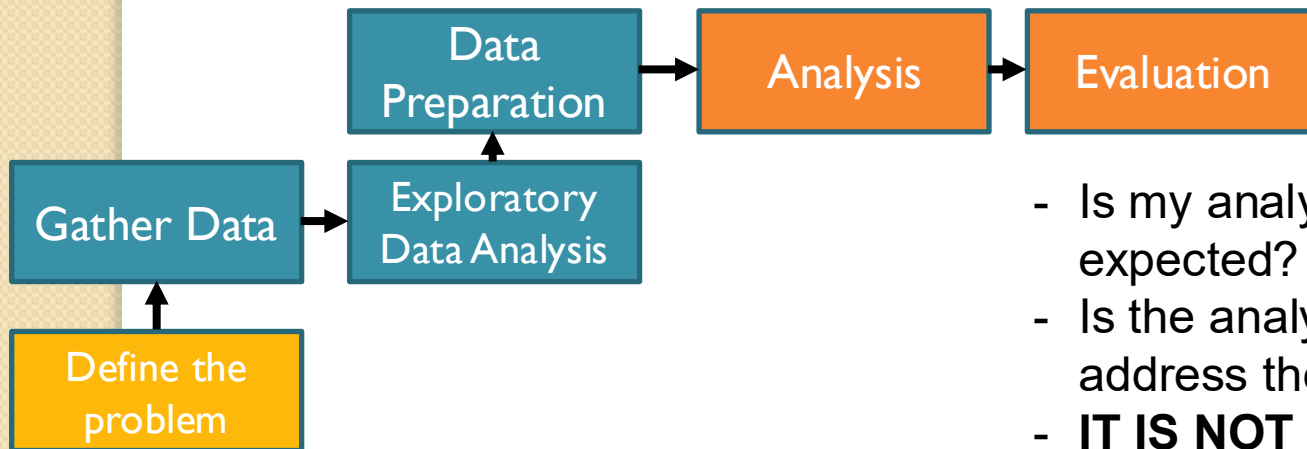 Data
Preparation
Analysis
Evaluation
Gather Data
Exploratory
Data Analysis
Define the
problem
- Is my
expected?
- Is the
address
- IT IS NOT